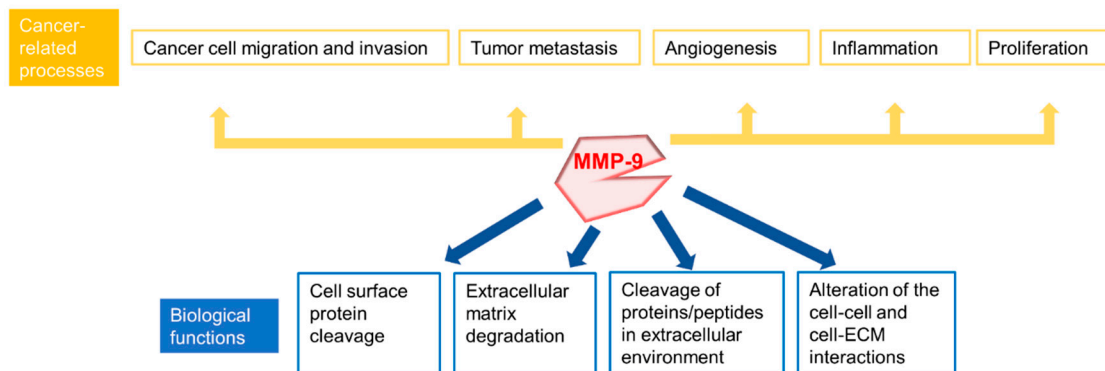 Cancer-
related
processes
Cancer cell migration and invasion
Tumor metastasis
Angiogenesis
Inflammation
Proliferation
MMP-9
Biological
functions
Cell surface
protein
cleavage
Extracellular
matrix
degradation
Cleavage of
proteins/peptides
in extracellular
environment
Alteration of the
cell-cell and
cell-ECM
interactions